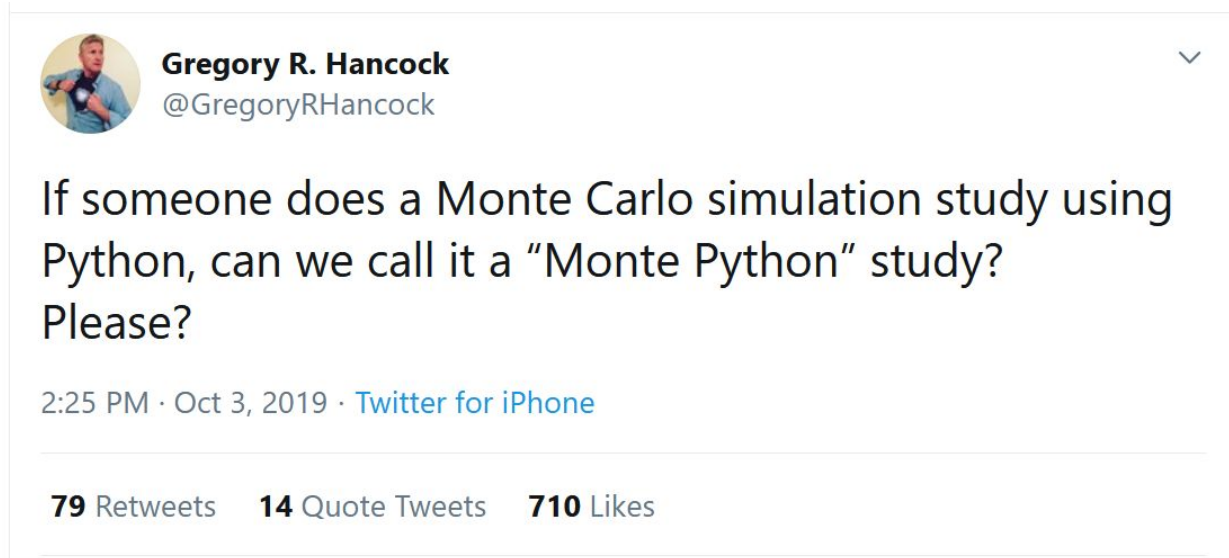 Gregory R. Hancock
@GregoryRHancock
If someone does a Monte Carlo simulation study using
Python, can we call it a “Monte Python” study?
Please?
2:25 PM · Oct 3, 2019 · Twitter for iPhone
79 Retweets 14 Quote Tweets 710 Likes